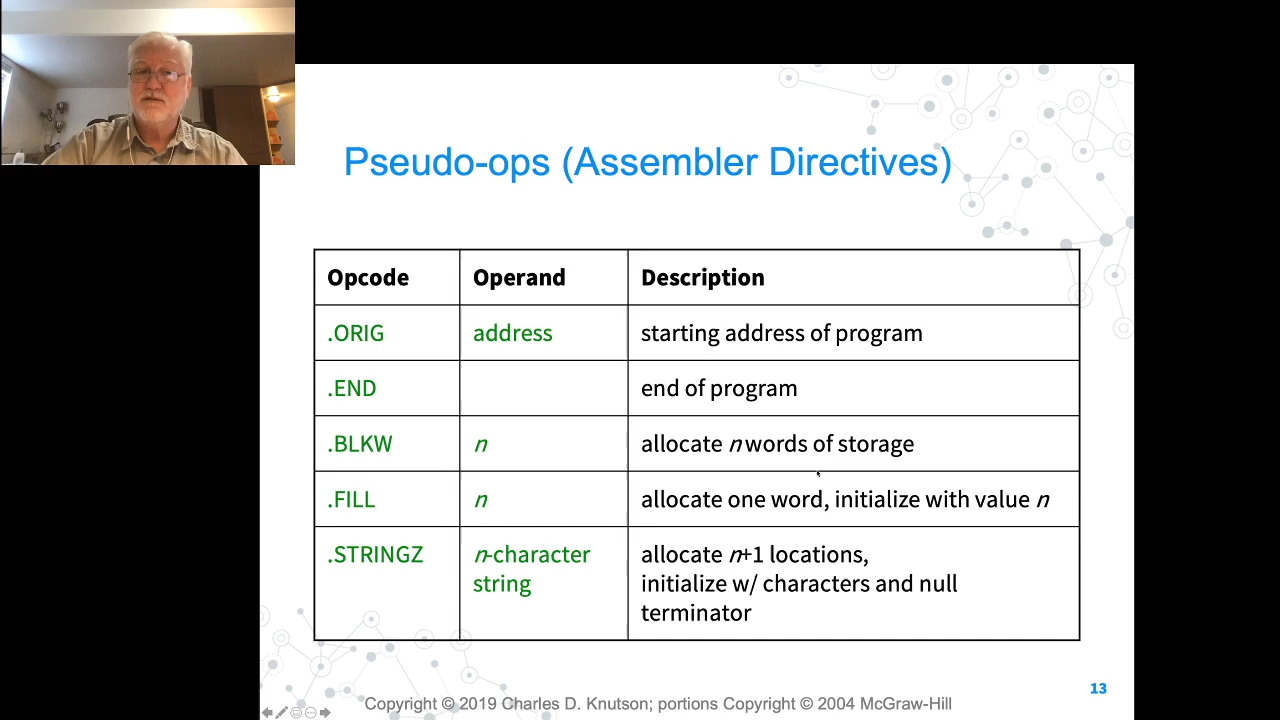 Pseudo-ops (Assembler Directives)
Opcode Operand Description
.ORIG address starting address of program
.END end of program
.BLKW n allocate n words of storage
.FILL n allocate one word, initialize with value n
.STRINGZ n-character string allocate n+1 locations,
initialize w/ characters and null
terminator
13
Copyright © 2019 Charles D. Knutson; portions Copyright © 2004 McGraw-Hill